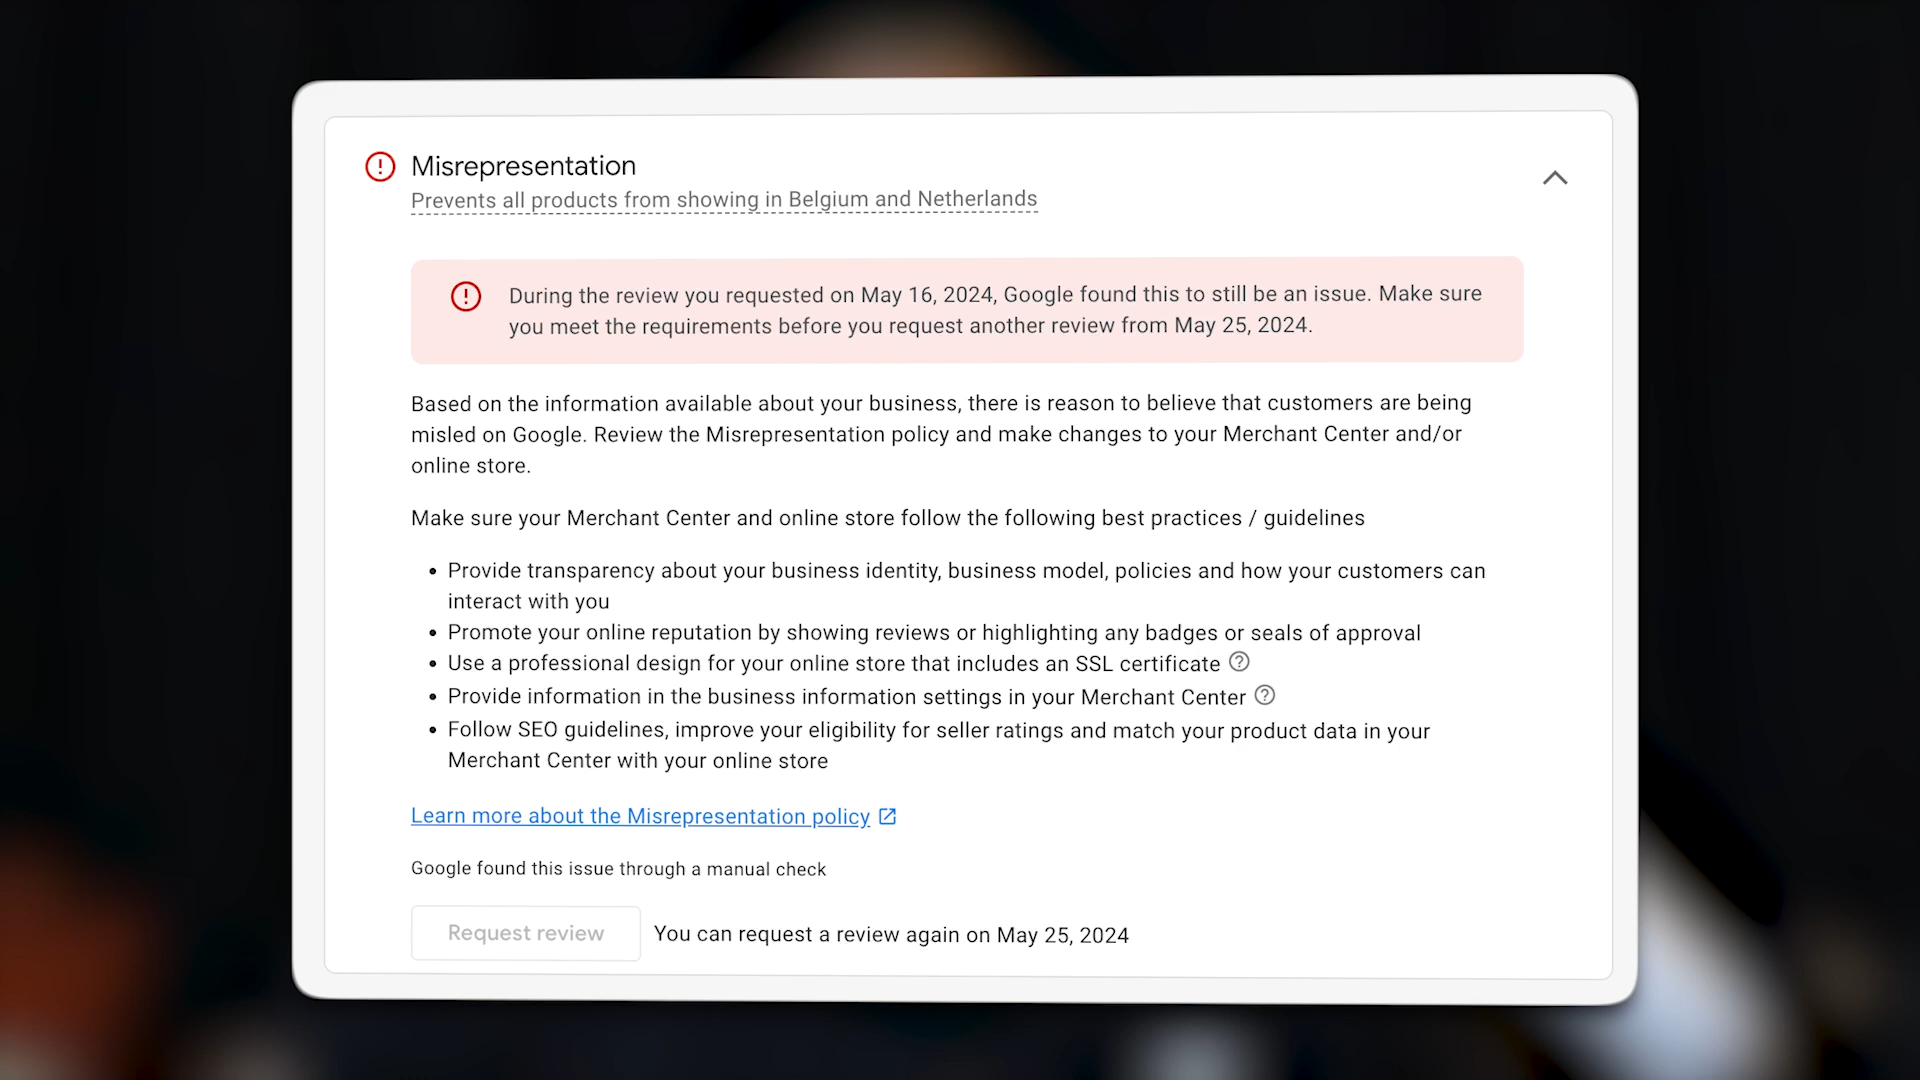 Misrepresentation
Prevents all products from showing in Belgium and Netherlands
During the review you requested on May 16, 2024, Google found this to still be an issue. Make sure
you meet the requirements before you request another review from May 25, 2024.
Based on the information available about your business, there is reason to believe that customers are being
misled on Google. Review the Misrepresentation policy and make changes to your Merchant Center and/or
online store.
Make sure your Merchant Center and online store follow the following best practices / guidelines
• Provide transparency about your business identity, business model, policies and how your customers can
interact with you
• Promote your online reputation by showing reviews or highlighting any badges or seals of approval
• Use a professional design for your online store that includes an SSL certificate
• Provide information in the business information settings in your Merchant Center
• Follow SEO guidelines, improve your eligibility for seller ratings and match your product data in your
Merchant Center with your online store
Learn more about the Misrepresentation policy
Google found this issue through a manual check
Request review You can request a review again on May 25, 2024